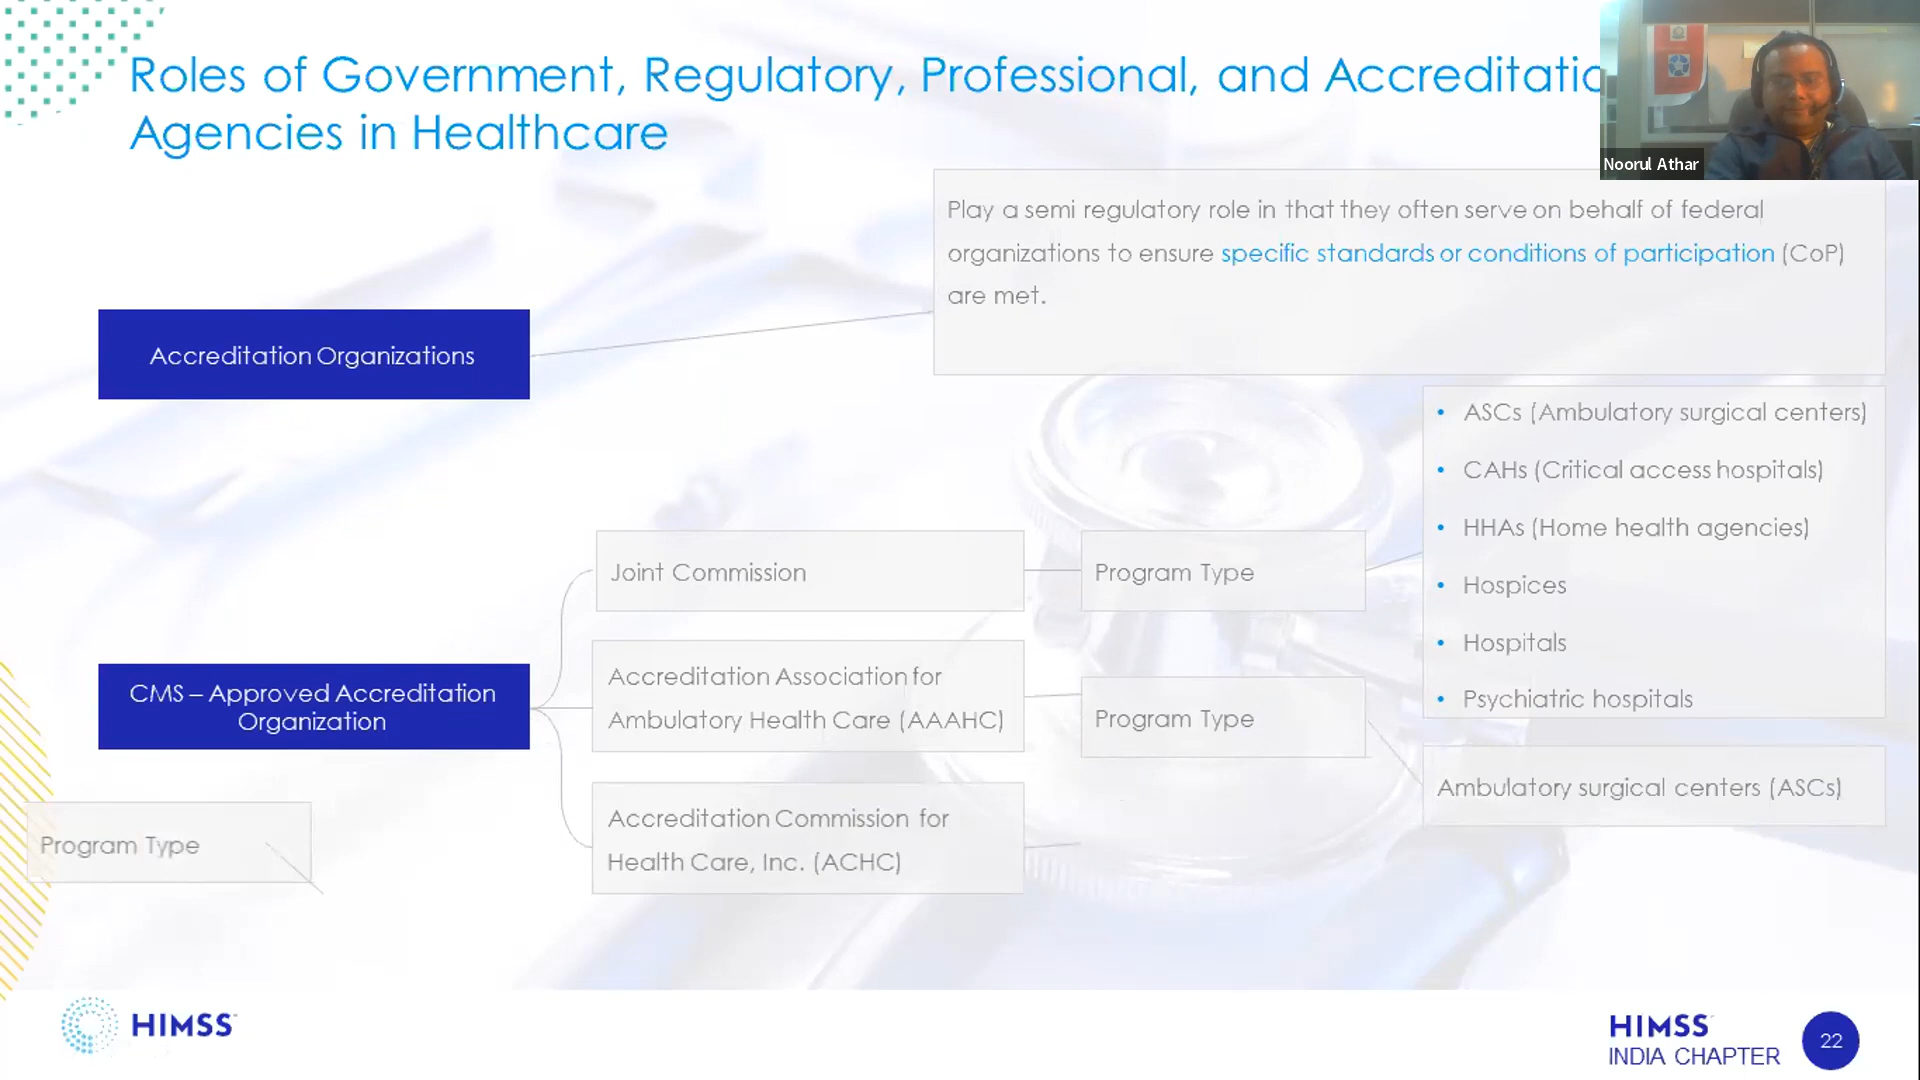 Roles of Government, Regulatory, Professional, and Accreditatio
Agencies in Healthcare
Noorul Athar
Play a semi regulatory role in that they often serve on behalf of federal
organizations to ensure specific standards or conditions of participation (CoP)
are met.
Accreditation Organizations
• ASCs (Ambulatory surgical centers)
• CAHs (Critical access hospitals)
• HHAs (Home health agencies)
• Hospices
• Hospitals
• Psychiatric hospitals
Joint Commission
Program Type
CMS – Approved Accreditation
Organization
Accreditation Association for
Ambulatory Health Care (AAAHC)
Program Type
Ambulatory surgical centers (ASCs)
Accreditation Commission for
Health Care, Inc. (ACHC)
Program Type
HIMSS
HIMSS
INDIA CHAPTER
22